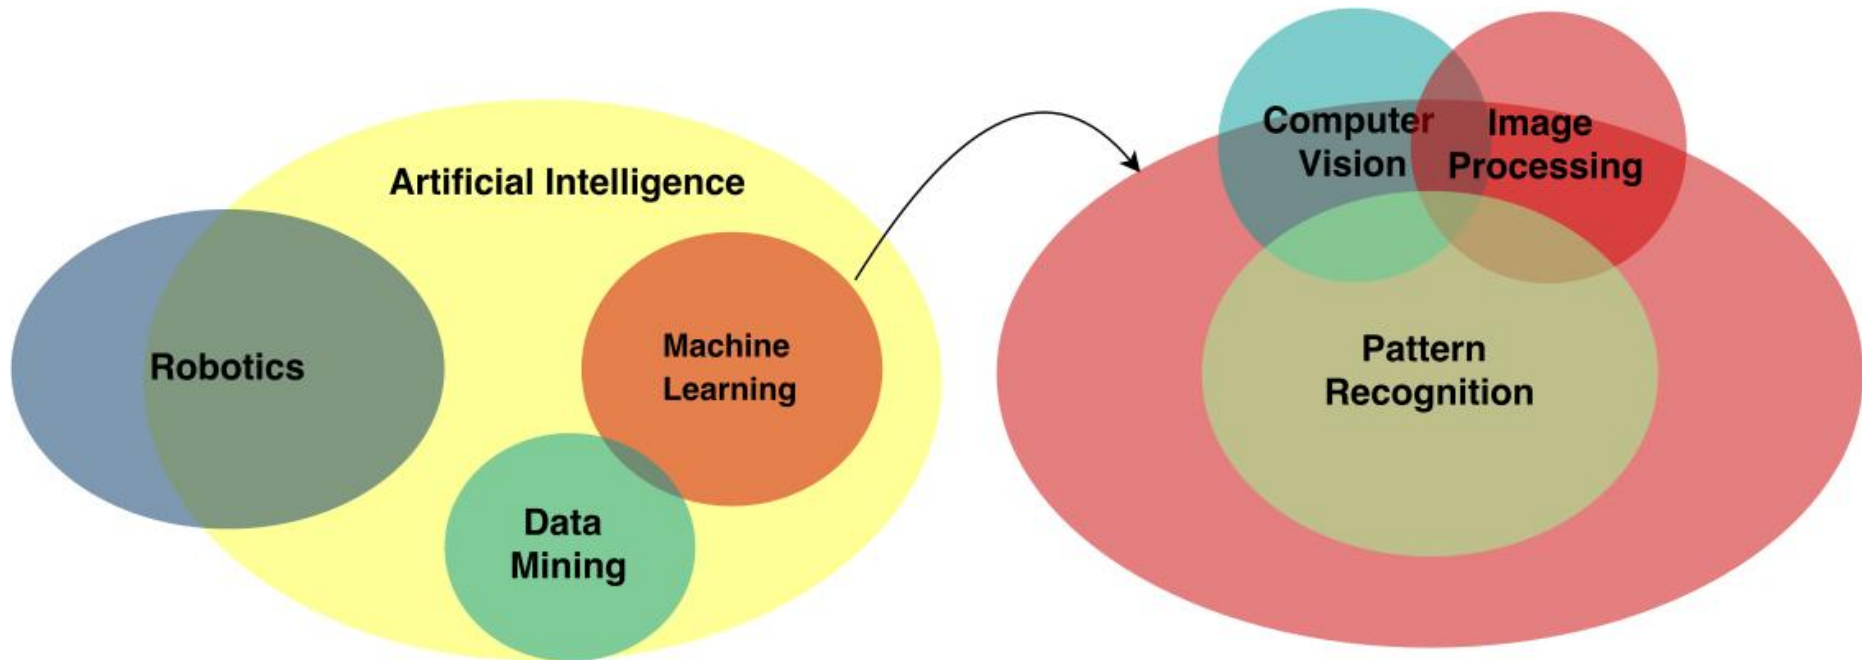 Artificial Intelligence
Robotics
Machine
Learning
Data
Mining
Computer
Vision
Image
Processing
Pattern
Recognition